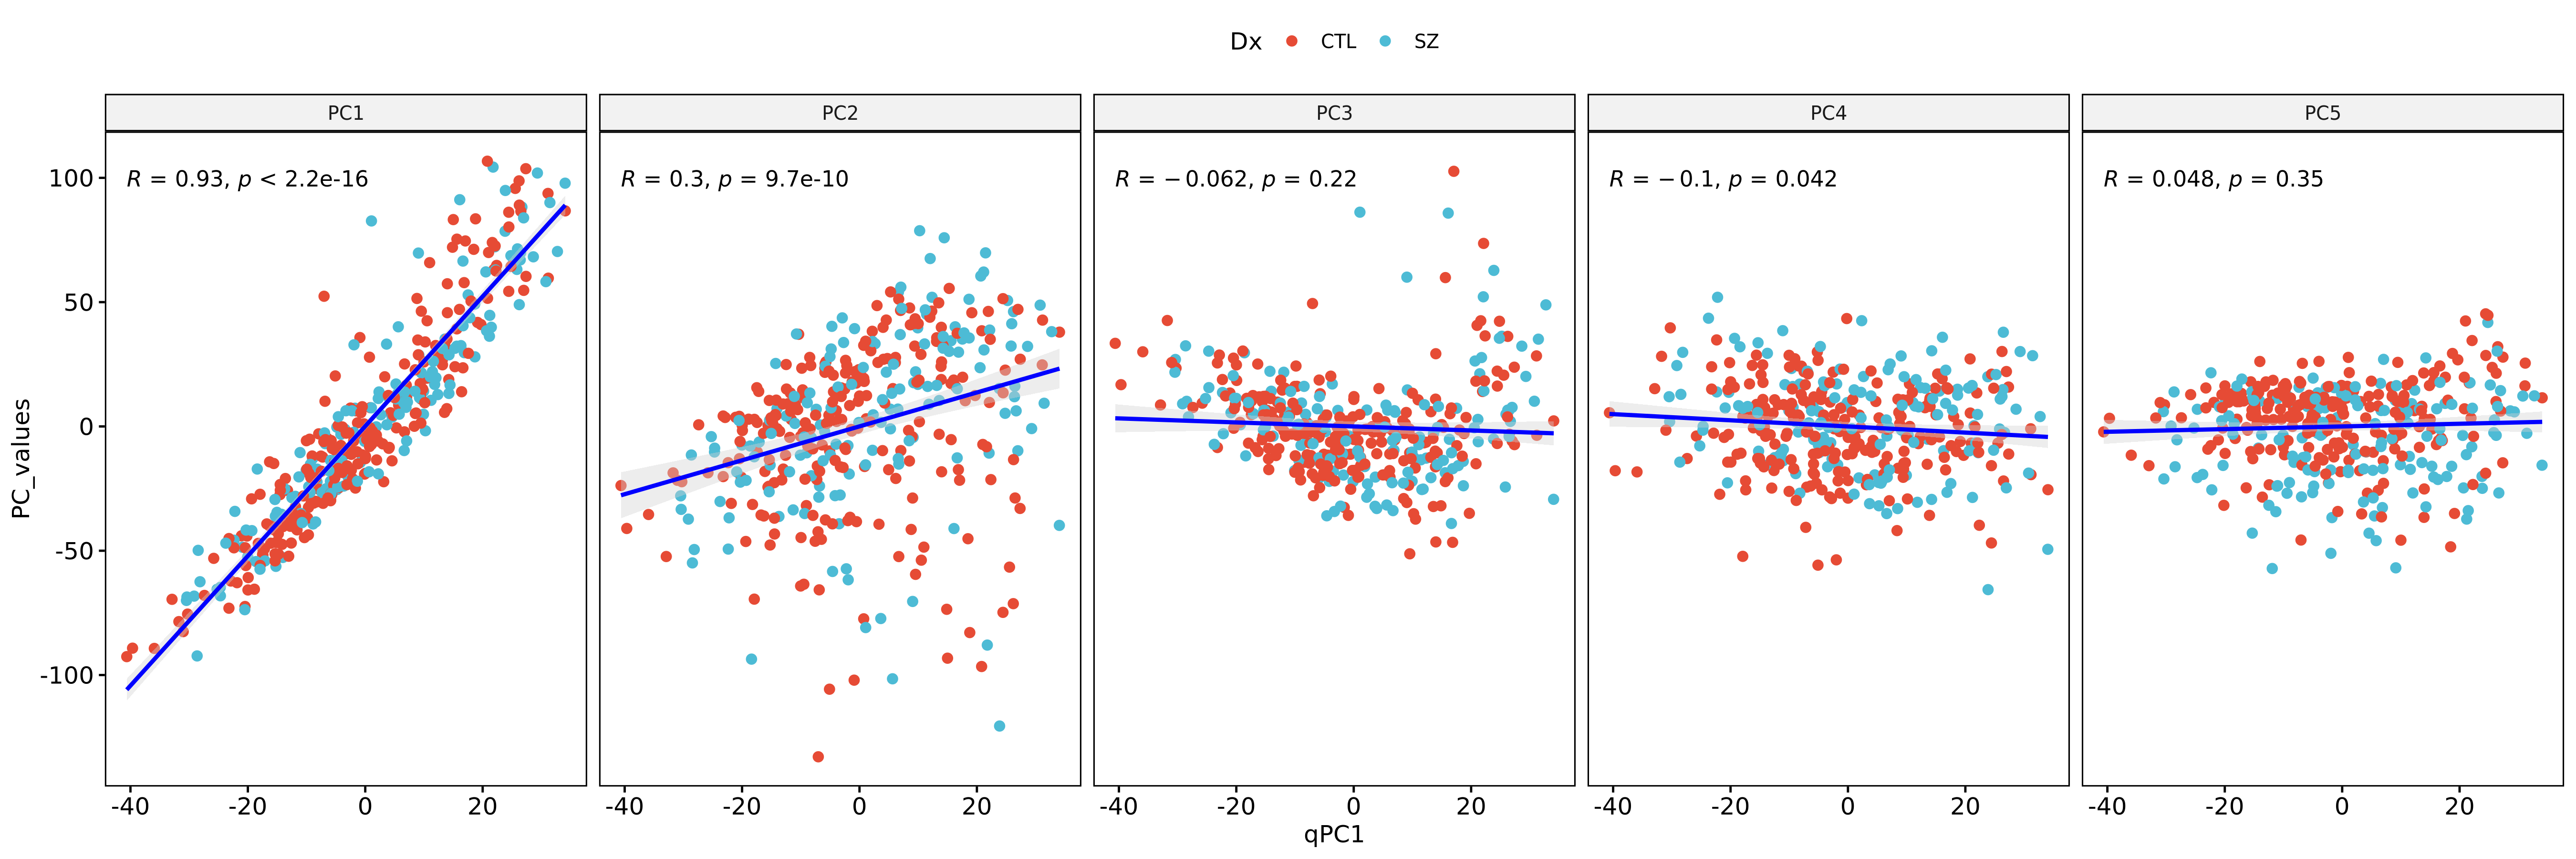 Dx CTL SZ
PC1 PC2 PC3 PC4 PC5
R = 0.93, p < 2.2e-16 R = 0.3, p = 9.7e-10 R = −0.062, p = 0.22 R = −0.1, p = 0.042 R = 0.048, p = 0.35
100
50
0
-50
-100
PC_values
-40 -20 0 20 -40 -20 0 20 -40 -20 0 20 -40 -20 0 20 -40 -20 0 20
qPC1